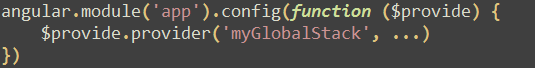 angular.module('app').config(function ($provide) {
    $provide.provider('myGlobalStack', ...)
})